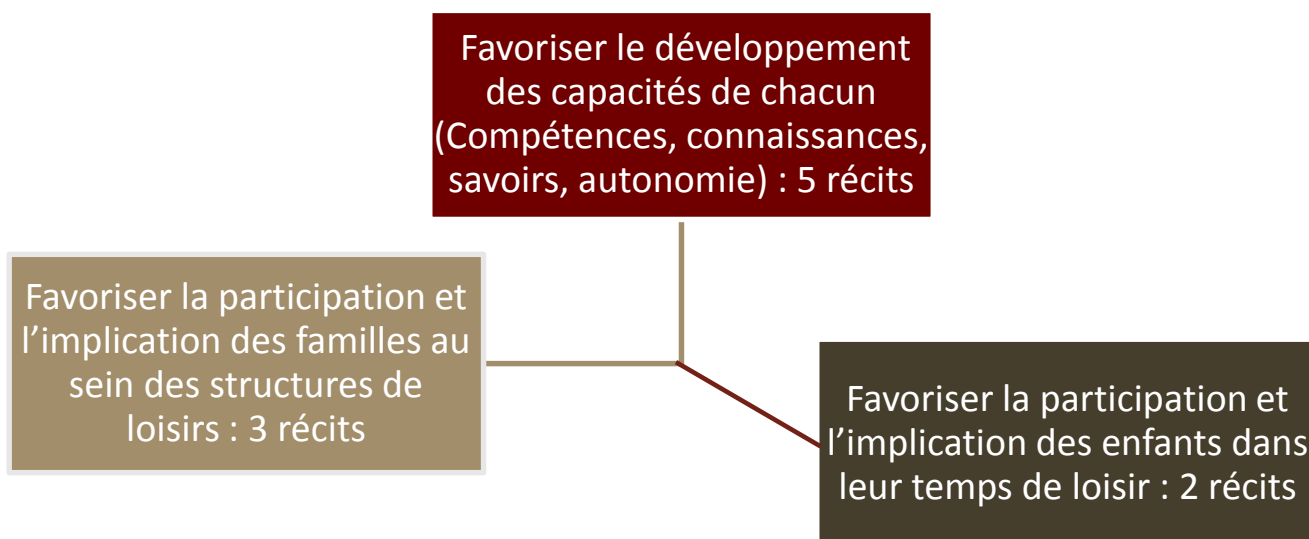 Favoriser le développement
des capacités de chacun
(Compétences, connaissances,
savoirs, autonomie) : 5 récits
Favoriser la participation et
l’implication des familles au
sein des structures de
loisirs : 3 récits
Favoriser la participation et
l’implication des enfants dans
leur temps de loisir : 2 récits